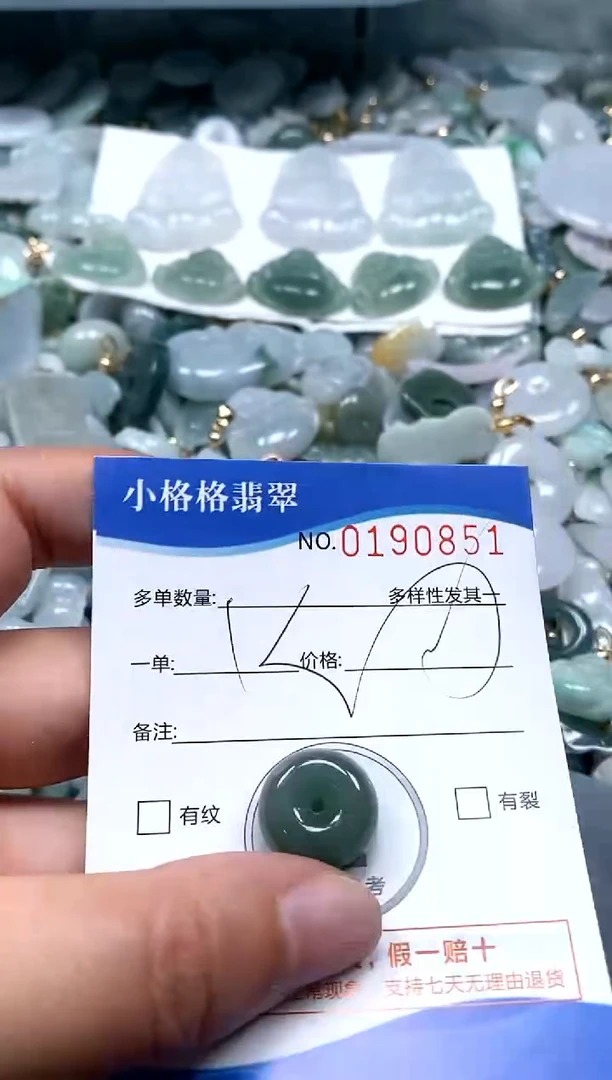 小格格翡翠
NO.0190851
多单数量:
多样性发其一
一单:
价格:
备注:
有纹
有裂
考
假一赔十
支持七天无理由退货